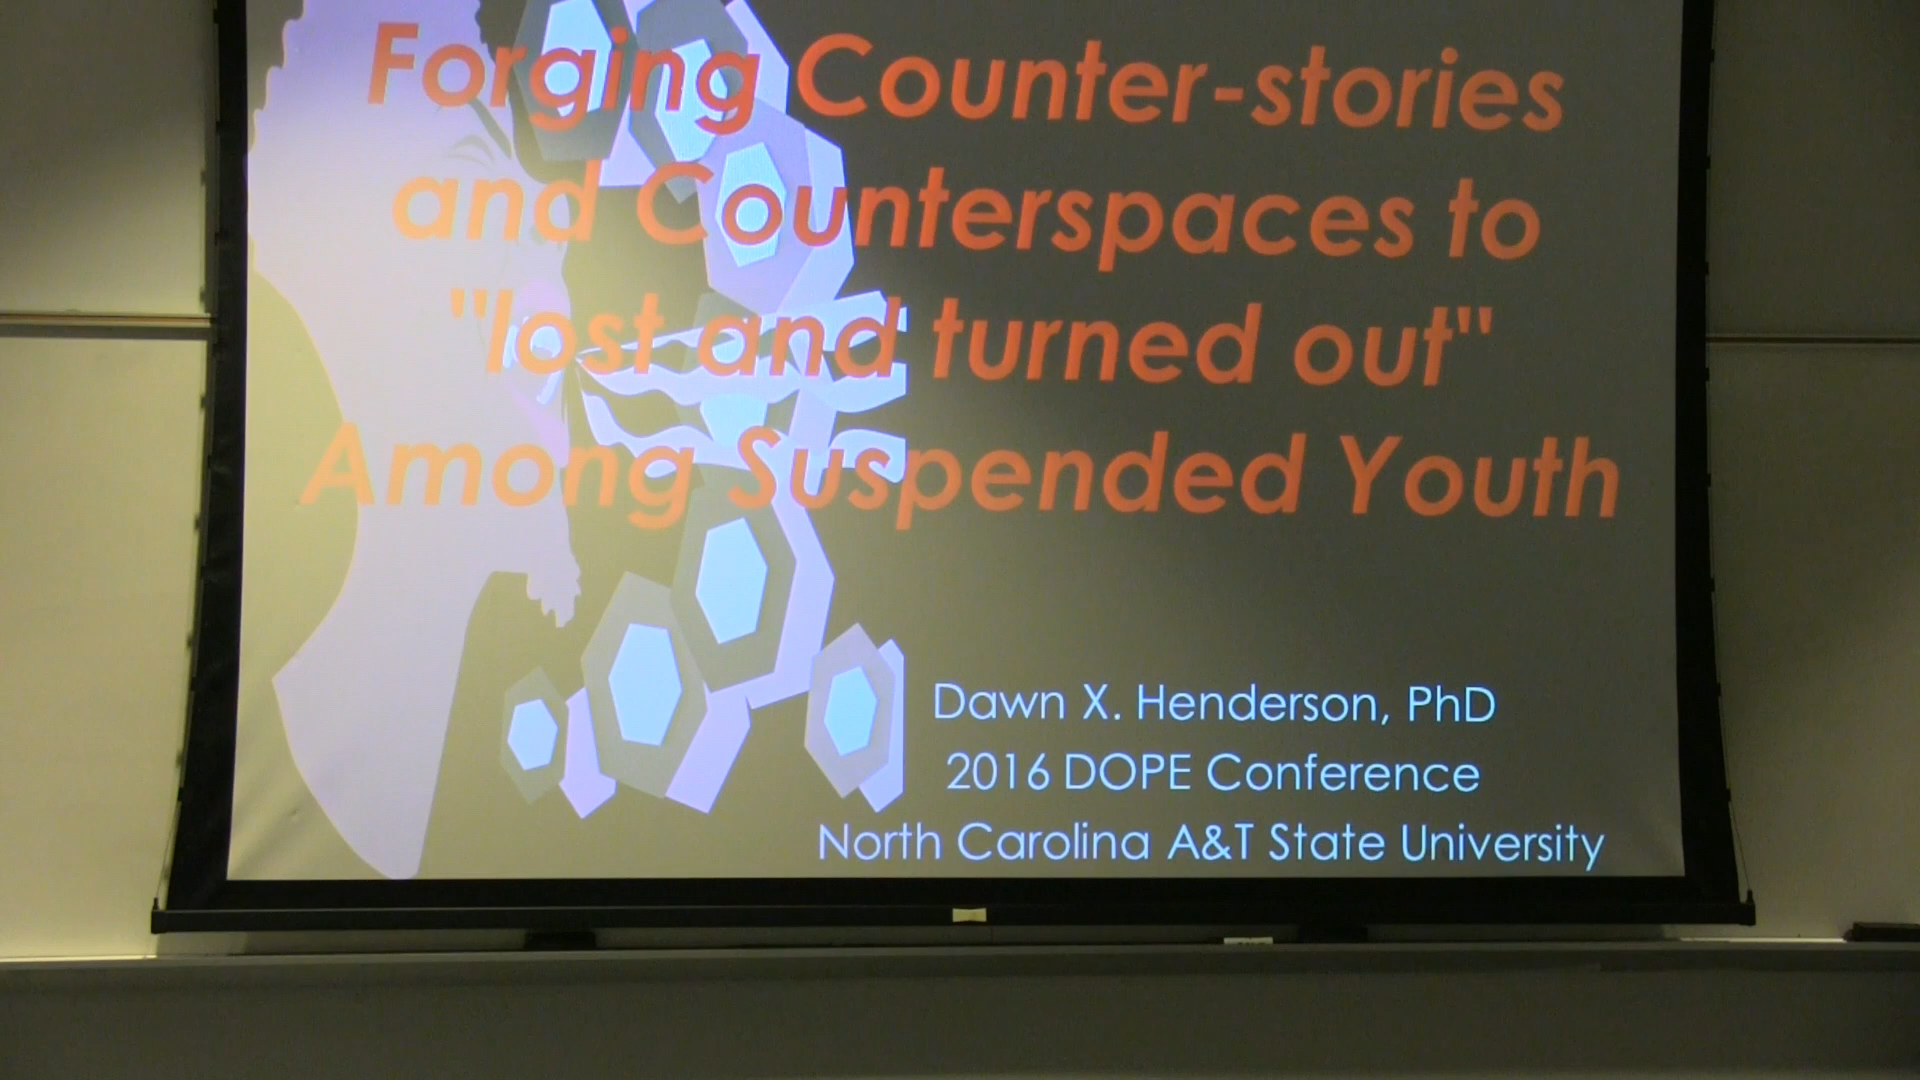 Forging Counter-stories
and Counterspaces to
"lost and turned out"
Among Suspended Youth
Dawn X. Henderson, PhD
2016 DOPE Conference
North Carolina A&T State University